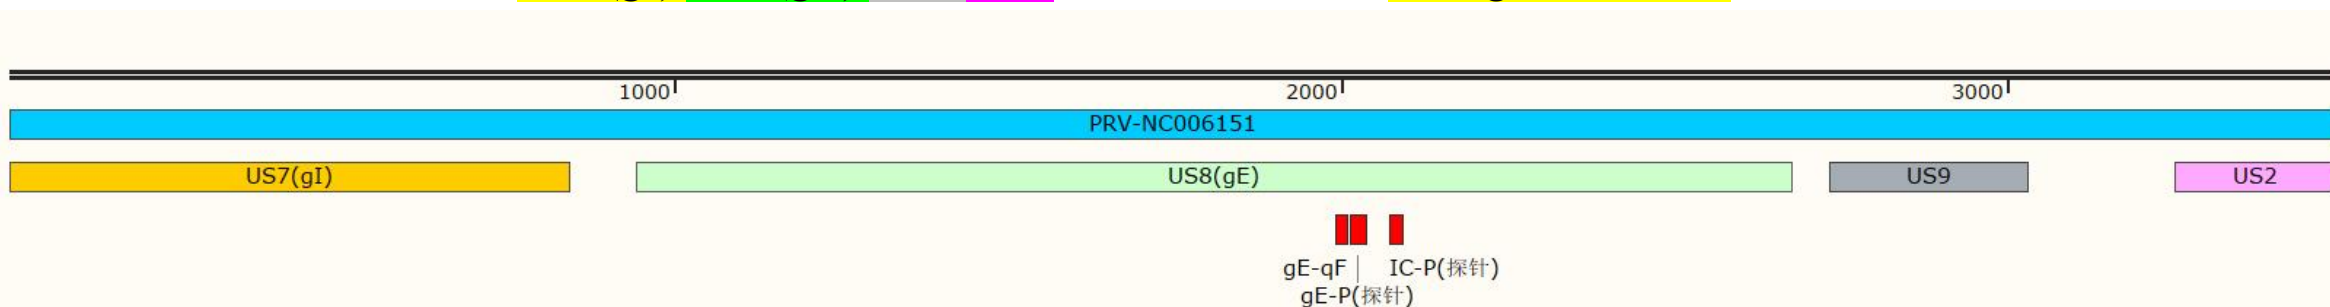 1000 2000 3000
PRV-NC006151
US7(gI) US8(gE) US9 US2
gE-qF IC-P(探针)
gE-P(探针)